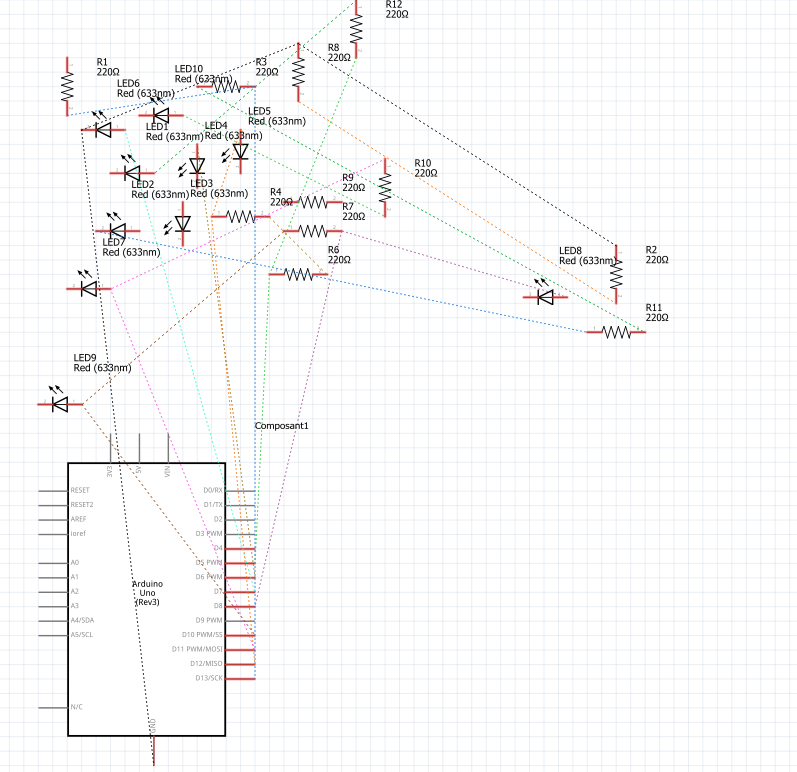 R12
220Ω
R8
220Ω
R1
220Ω
R3
220Ω
LED10
Red (633nm)
LED6
Red (633nm)
LED5
Red (633nm)
LED1
Red (633nm)
LED4
Red (633nm)
R10
220Ω
R9
220Ω
LED2
Red (633nm)
LED3
Red (633nm)
R4
220Ω
R7
220Ω
LED7
Red (633nm)
R6
220Ω
LED8
Red (633nm)
R2
220Ω
R11
220Ω
LED9
Red (633nm)
Composant1
3V3
5V
VIN
RESET
D0/RX
RESET2
D1/TX
AREF
D2
ioref
D3 PWM
D4
A0
D5 PWM
A1
D6 PWM
Arduino
Uno
(Rev3)
A2
D7
A3
D8
A4/SDA
D9 PWM
A5/SCL
D10 PWM/SS
D11 PWM/MOSI
D12/MISO
D13/SCK
N/C
GND